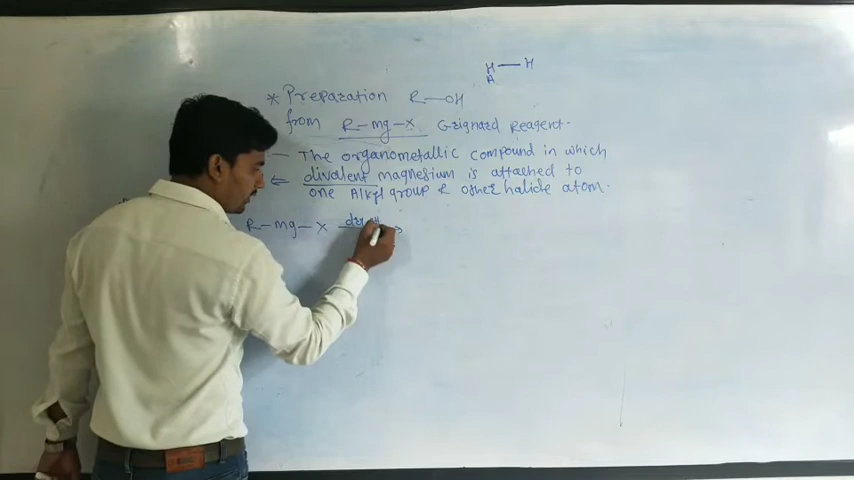 H — H
A
* Preparation R—OH
from R—mg—X Grignard Reagent.
— The organometallic compound in which
⇐ divalent magnesium is attached to
one Alkyl group & other halide atom.
R—mg—X